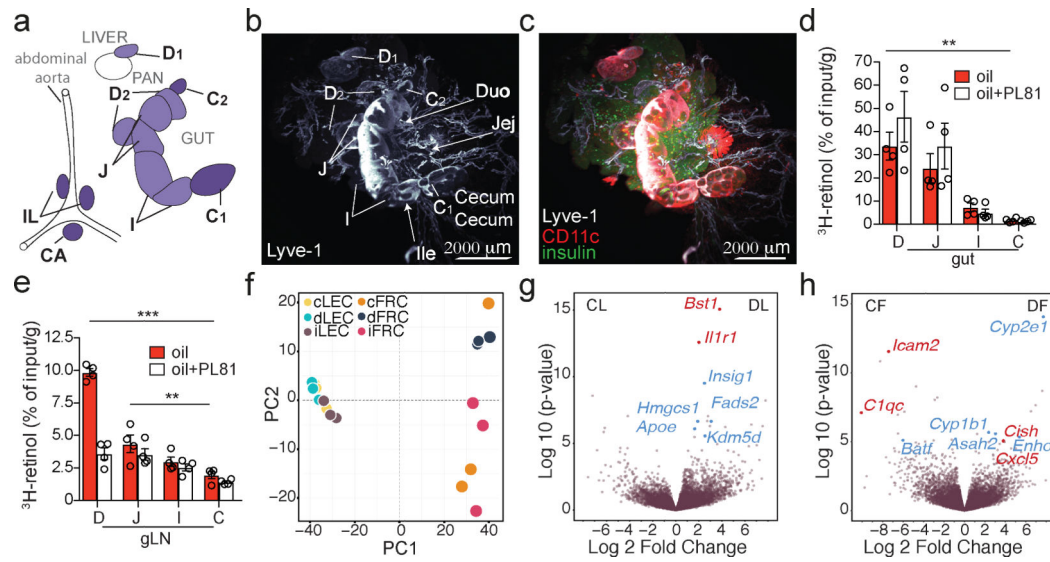 a
LIVER
D1
abdominal
aorta
PAN
D2
C2
GUT
J
IL
I
C1
CA
b
D1
D2
C2
Duo
Jej
J
I
C1
Cecum
Cecum
Ile
Lyve-1
2000 µm
c
Lyve-1
CD11c
insulin
2000 µm
d
**
oil
oil+PL81
³H-retinol (% of input/g)
70
60
50
40
30
20
10
0
D J I C
gut
e
***
oil
oil+PL81
**
³H-retinol (% of input/g)
12.5
10.0
7.5
5.0
2.5
0
D J I C
gLN
f
cLEC cFRC
dLEC dFRC
iLEC iFRC
PC2
20
10
0
−10
−20
−40 −20 0 20 40
PC1
g
CL DL
Bst1
Il1r1
Insig1
Hmgcs1 Fads2
Apoe Kdm5d
Log 10 (p-value)
15
10
5
0
−6 −4 −2 0 2 4 6
Log 2 Fold Change
h
CF DF
Cyp2e1
Icam2
C1qc
Cyp1b1 Cish
Batf Asah2 Enho
Cxcl5
Log 10 (p-value)
15
10
5
0
−8 −6 −4 −2 0 2 4 6
Log 2 Fold Change